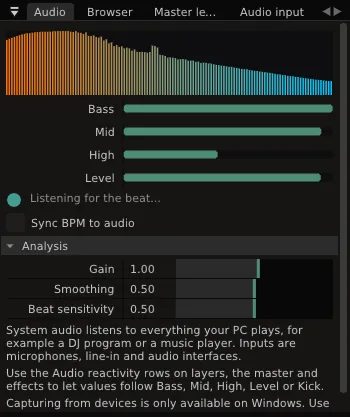 Audio Browser Master le... Audio input
Bass
Mid
High
Level
Listening for the beat...
Sync BPM to audio
Analysis
Gain 1.00
Smoothing 0.50
Beat sensitivity 0.50
System audio listens to everything your PC plays, for
example a DJ program or a music player. Inputs are
microphones, line-in and audio interfaces.
Use the Audio reactivity rows on layers, the master and
effects to let values follow Bass, Mid, High, Level or Kick.
Capturing from devices is only available on Windows. Use